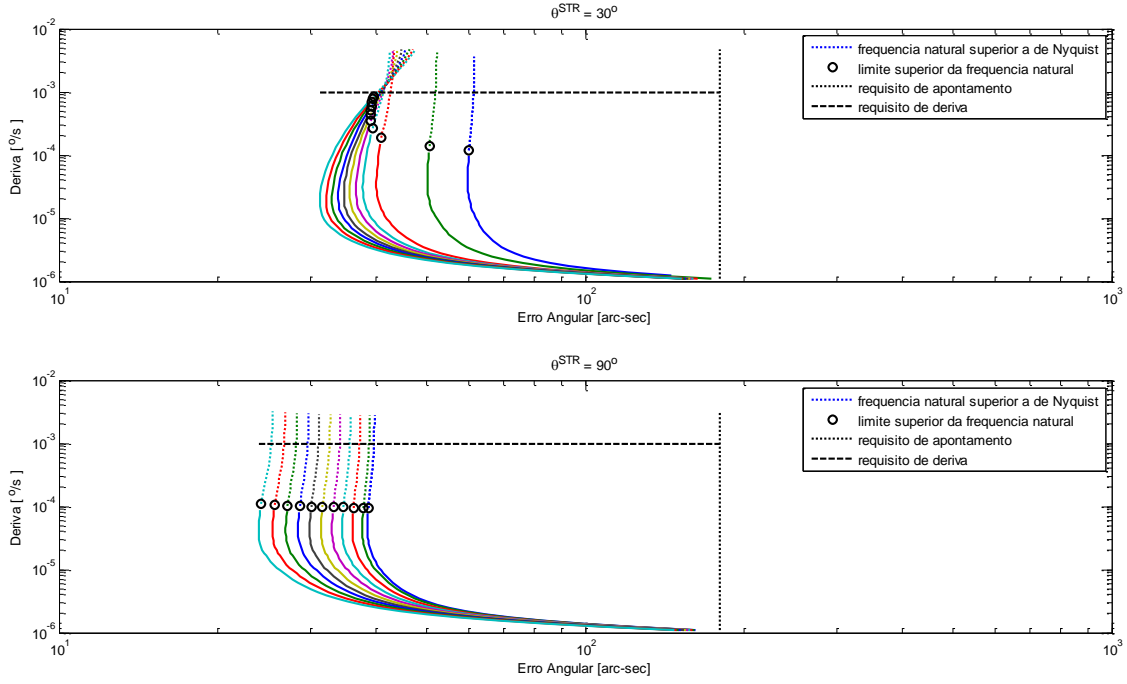 θSTR = 30o
10-2
10-3
10-4
10-5
10-6
Deriva [ o/s ]
frequencia natural superior a de Nyquist
limite superior da frequencia natural
requisito de apontamento
requisito de deriva
101
102
103
Erro Angular [arc-sec]
θSTR = 90o
10-2
10-3
10-4
10-5
10-6
Deriva [ o/s ]
frequencia natural superior a de Nyquist
limite superior da frequencia natural
requisito de apontamento
requisito de deriva
101
102
103
Erro Angular [arc-sec]